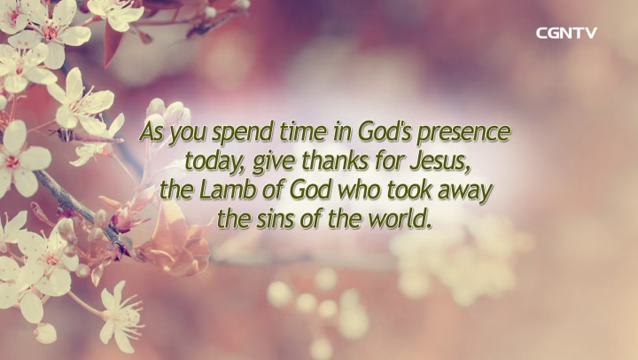 CGNTV
As you spend time in God's presence
today, give thanks for Jesus,
the Lamb of God who took away
the sins of the world.